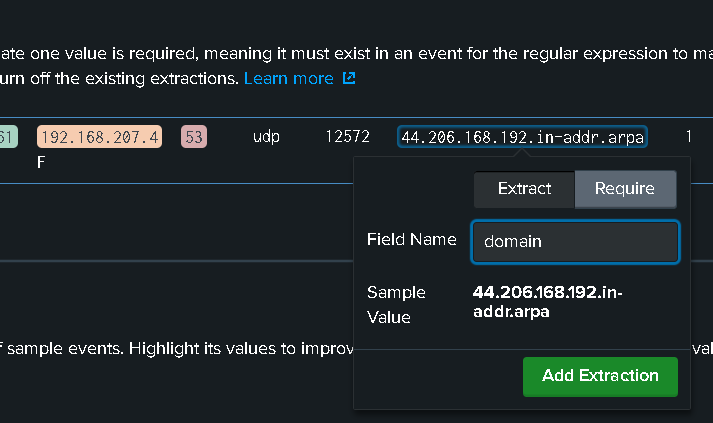 ate one value is required, meaning it must exist in an event for the regular expression to ma
urn off the existing extractions. Learn more
61 192.168.207.4 53 udp 12572 44.206.168.192.in-addr.arpa 1
F
Extract Require
Field Name domain
Sample Value 44.206.168.192.in-addr.arpa
f sample events. Highlight its values to improv val
Add Extraction